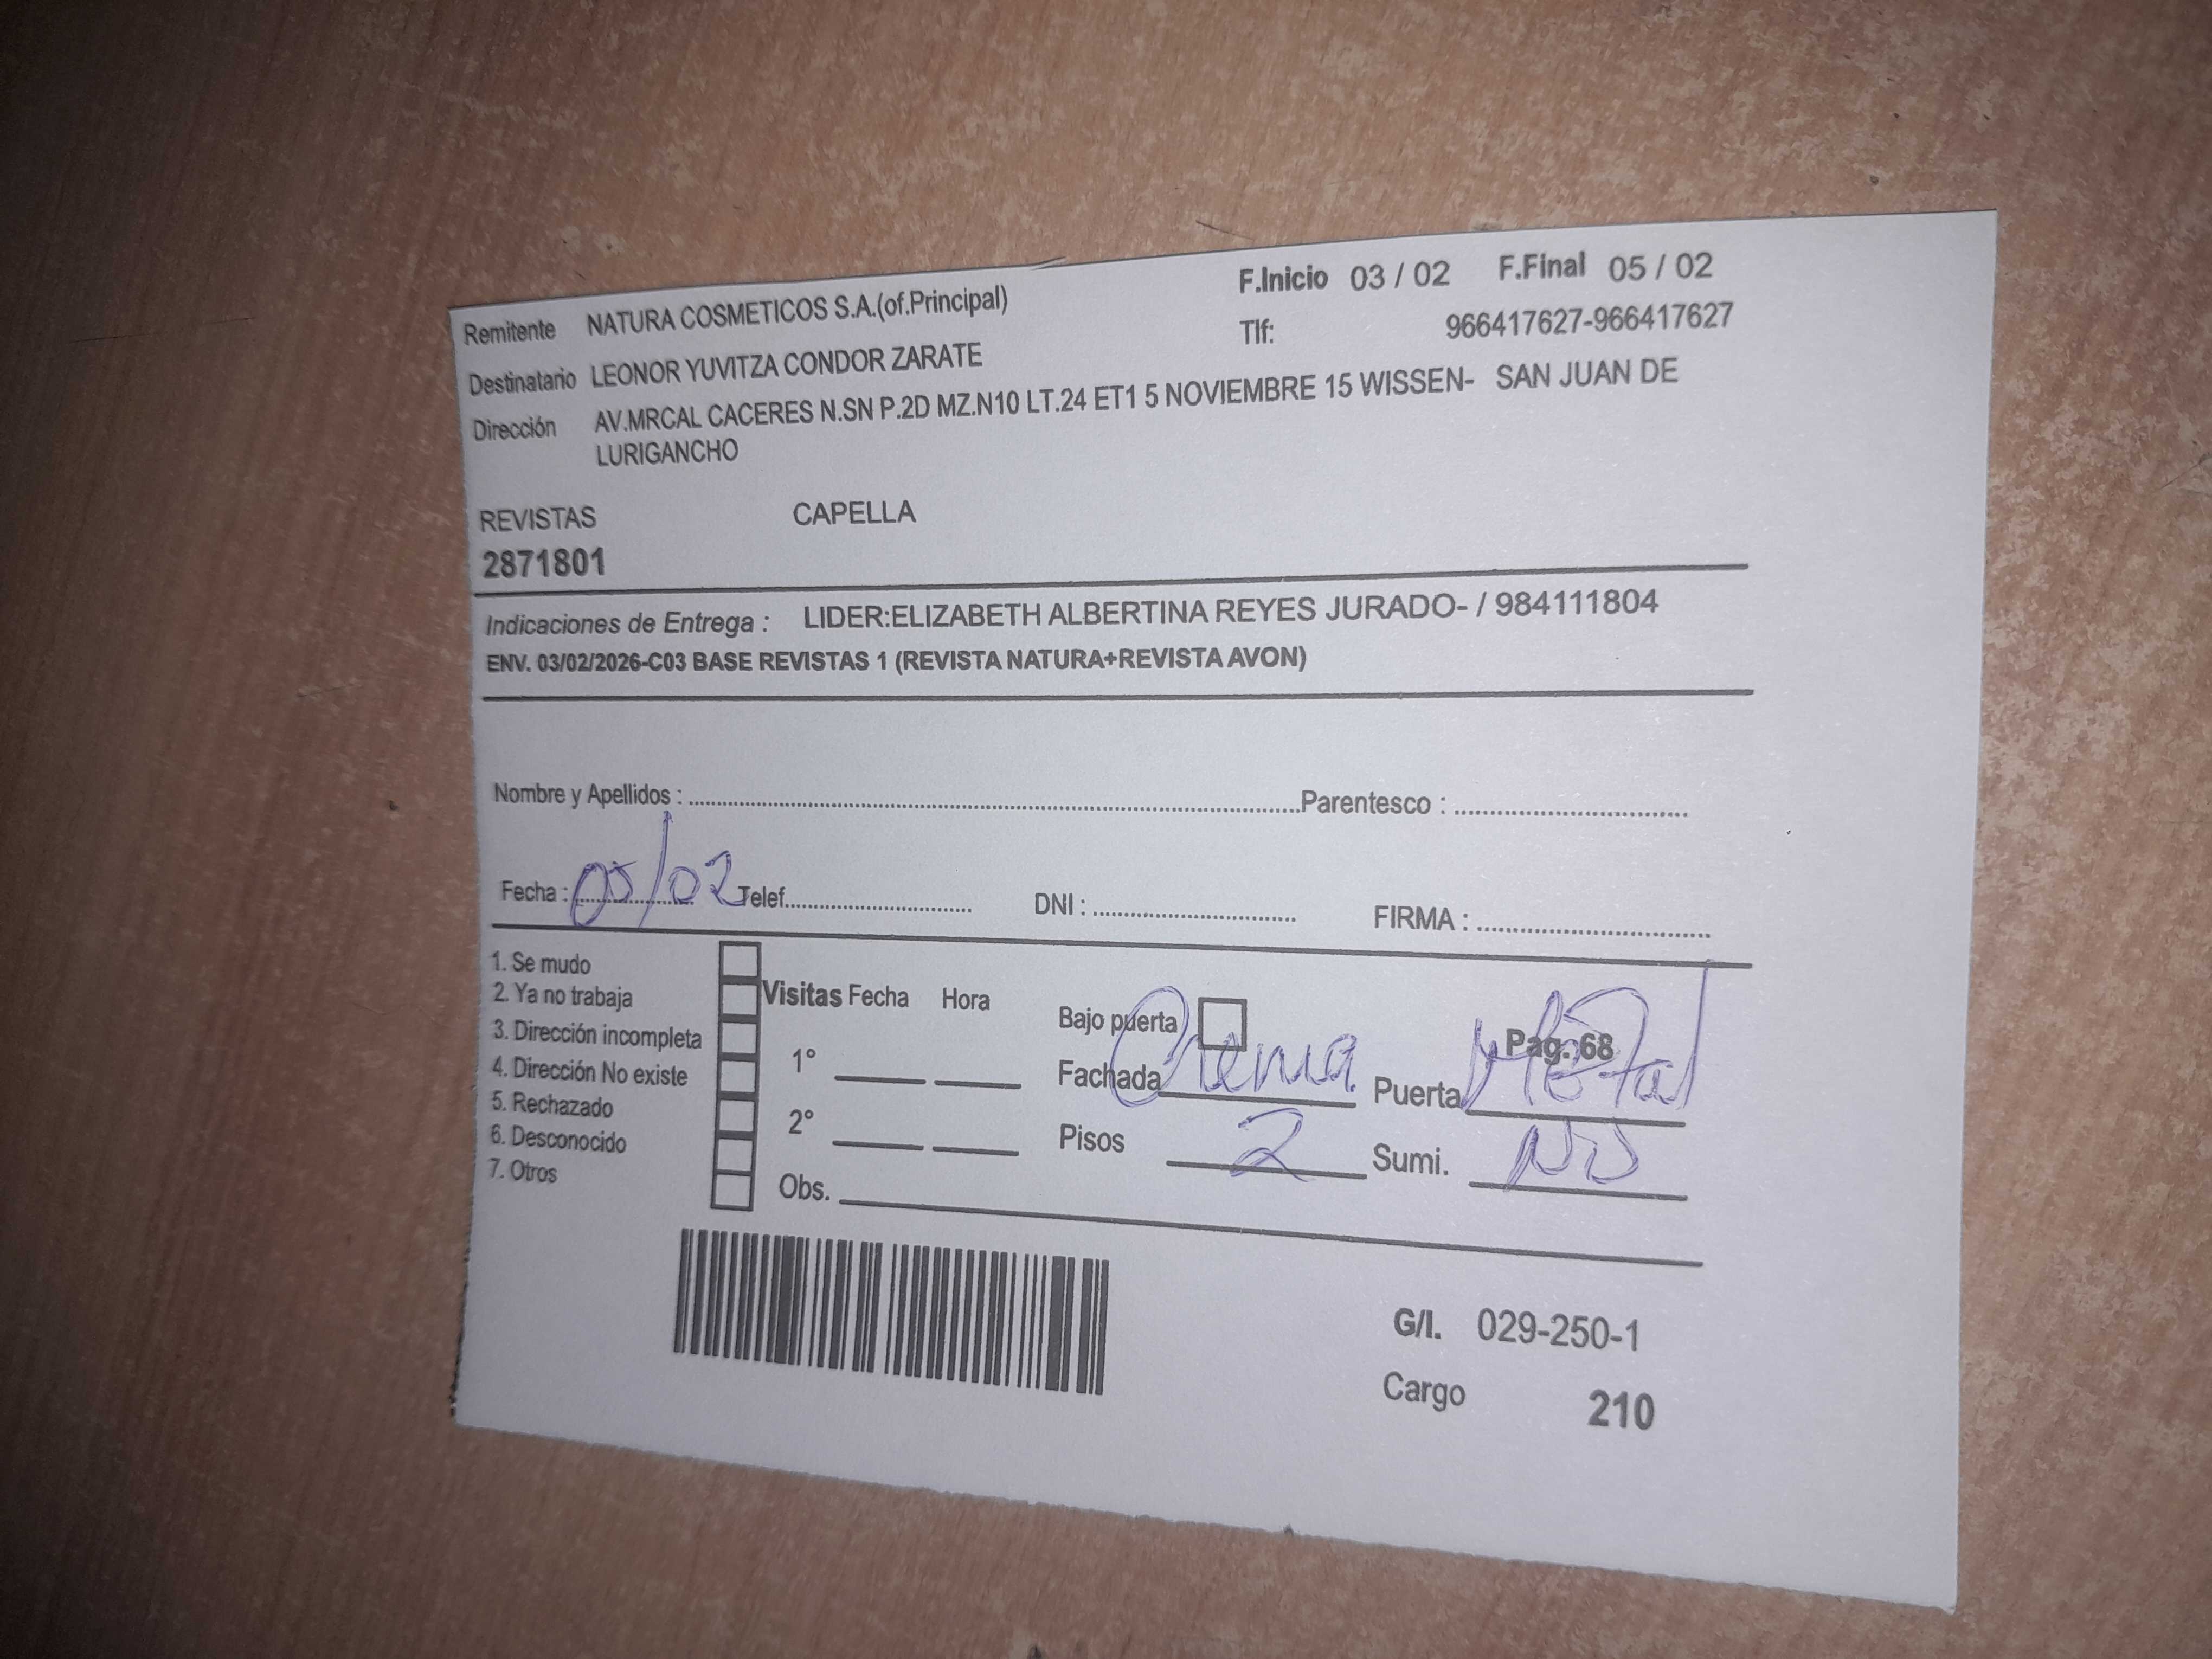 Remitente NATURA COSMETICOS S.A.(of.Principal) F.Inicio 03 / 02 F.Final 05 / 02
Destinatario LEONOR YUVITZA CONDOR ZARATE Tlf: 966417627-966417627
Dirección AV.MRCAL CACERES N.SN P.2D MZ.N10 LT.24 ET1 5 NOVIEMBRE 15 WISSEN- SAN JUAN DE
LURIGANCHO
REVISTAS CAPELLA
2871801
Indicaciones de Entrega : LIDER:ELIZABETH ALBERTINA REYES JURADO- / 984111804
ENV. 03/02/2026-C03 BASE REVISTAS 1 (REVISTA NATURA+REVISTA AVON)
Nombre y Apellidos : Parentesco :
Fecha : 05/02 Telef. DNI : FIRMA :
1. Se mudo
2. Ya no trabaja
3. Dirección incompleta
4. Dirección No existe
5. Rechazado
6. Desconocido
7. Otros
Visitas Fecha Hora
1°
2°
Obs.
Bajo puerta Pag. 68
Fachada Crema Puerta Metal
Pisos 2 Sumi. NO
G/I. 029-250-1
Cargo 210